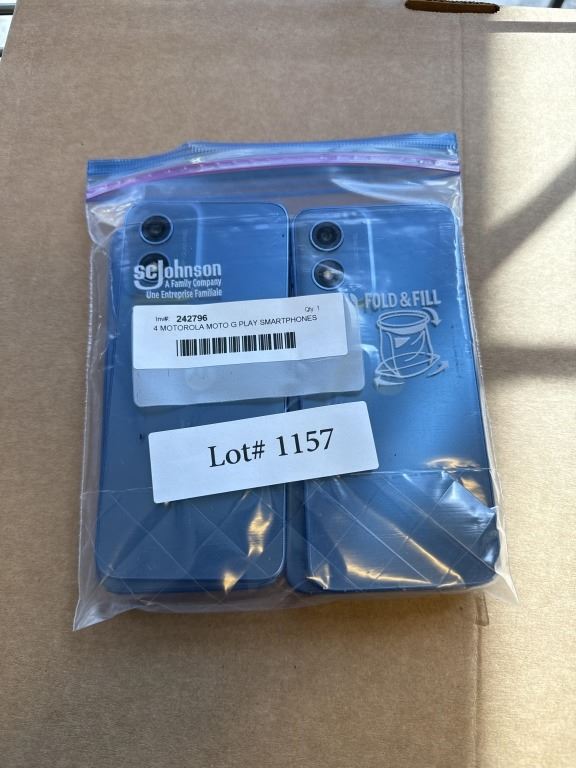 scJohnson
A Family Company
Une Entreprise Familiale
-FOLD & FILL
Inv#: 242796 Qty 1
4 MOTOROLA MOTO G PLAY SMARTPHONES
Lot# 1157